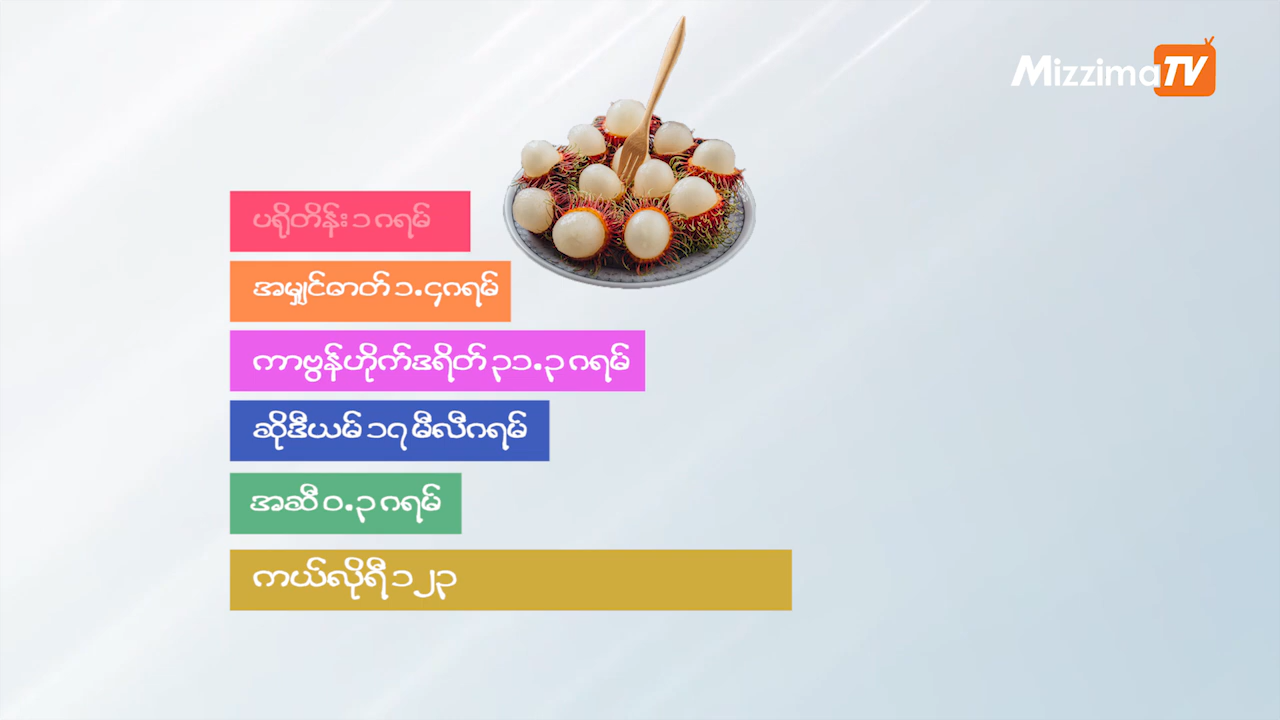 MizzimaTV
ပရိုတိန်း ၁ ဂရမ်
အမျှင်ဓာတ် ၁.၄ဂရမ်
ကာဗွန်ဟိုက်ဒရိတ် ၃၁.၃ ဂရမ်
ဆိုဒီယမ် ၁၇ မီလီဂရမ်
အဆီ ၀.၃ ဂရမ်
ကယ်လိုရီ ၁၂၃